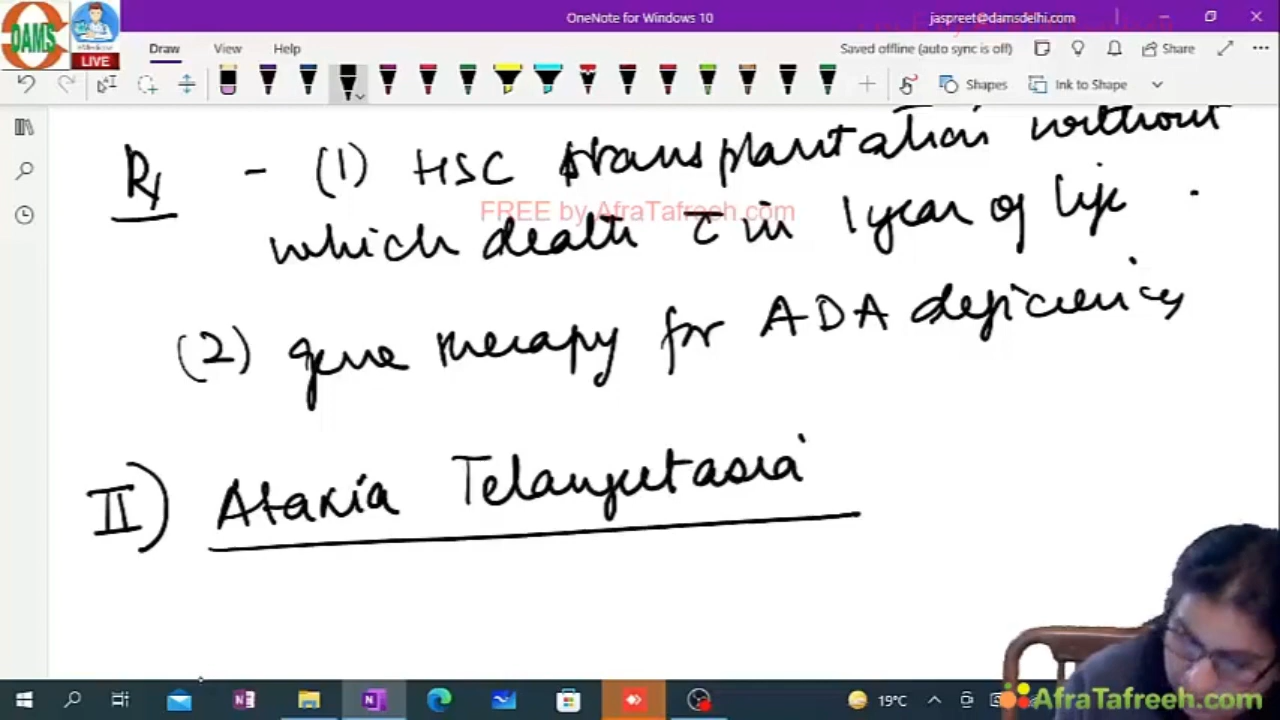 OneNote for Windows 10
jaspreet@damsdelhi.com
DAMS
eMedicoz
LIVE
Draw
View
Help
Saved offline (auto sync is off)
Share
Shapes
Ink to Shape
Rx - (1) HSC transplantation without
FREE by AfraTafreeh.com
which death c̄ in 1 year of life.
(2) gene therapy for ADA deficiency
II) Ataxia Telangectasia
19°C
AfraTafreeh.com